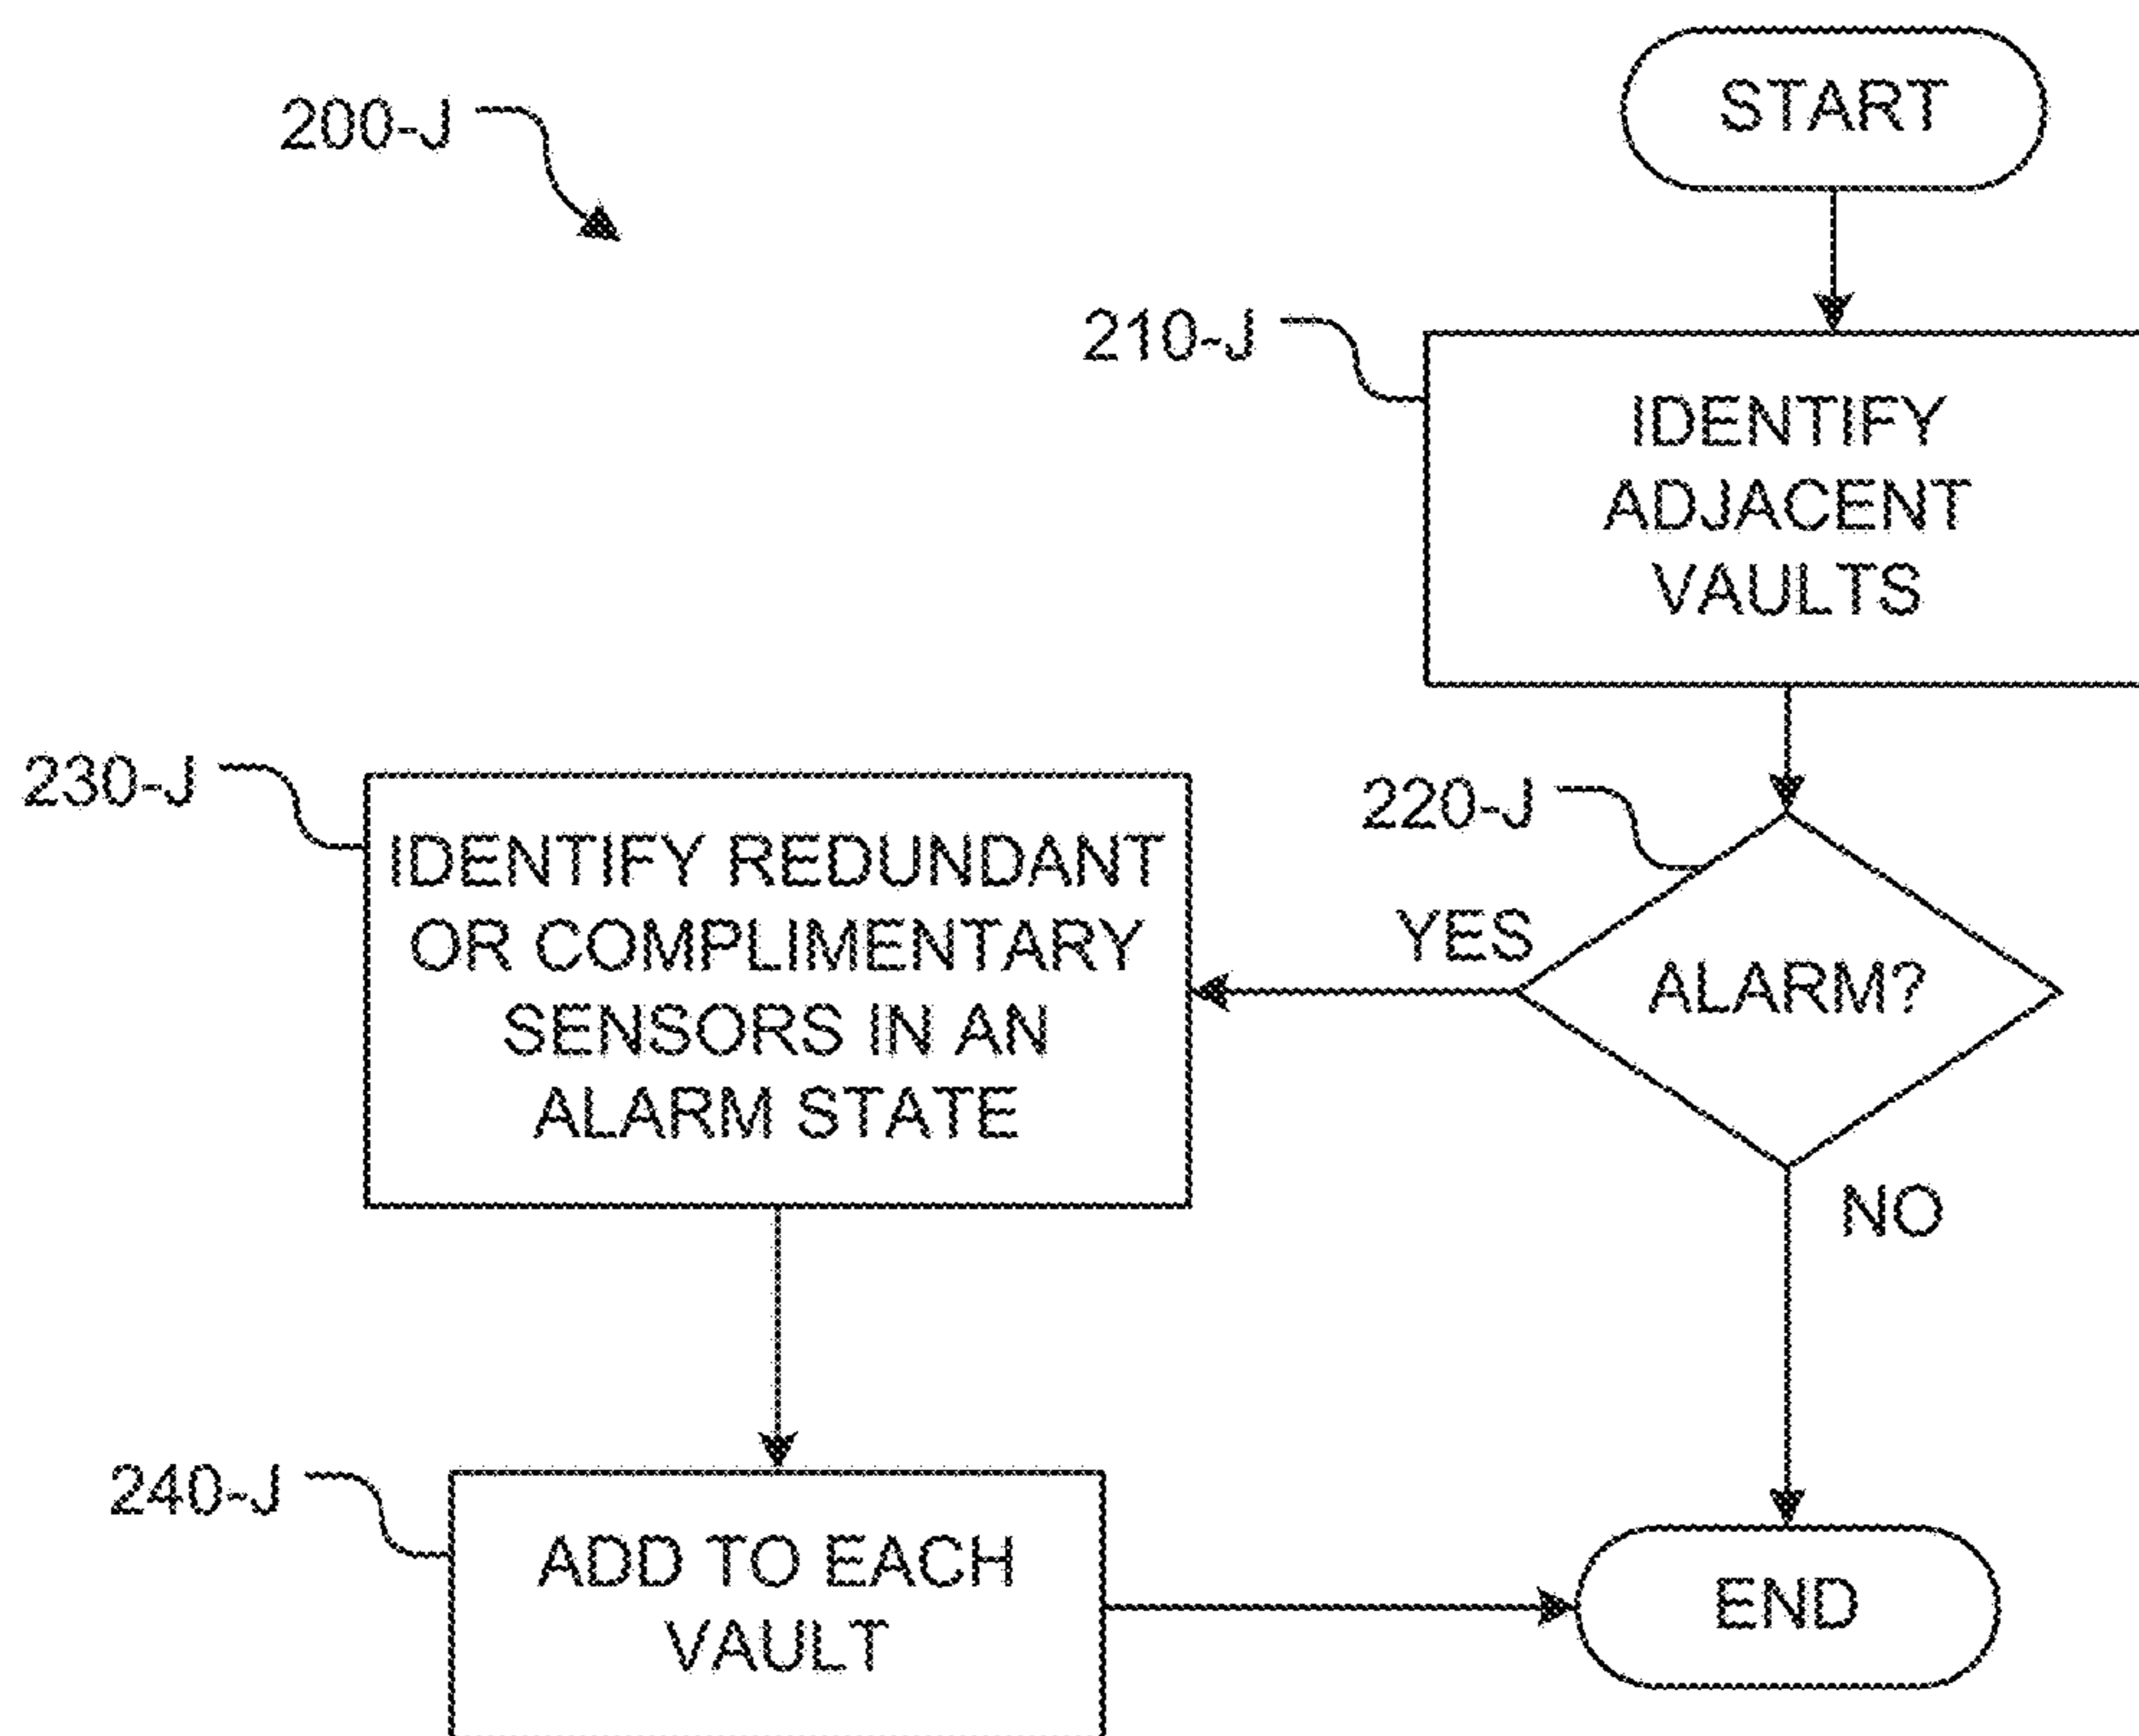 200-J
START
210-J
IDENTIFY
ADJACENT
VAULTS
220-J
ALARM?
YES
NO
230-J
IDENTIFY REDUNDANT
OR COMPLIMENTARY
SENSORS IN AN
ALARM STATE
240-J
ADD TO EACH
VAULT
END